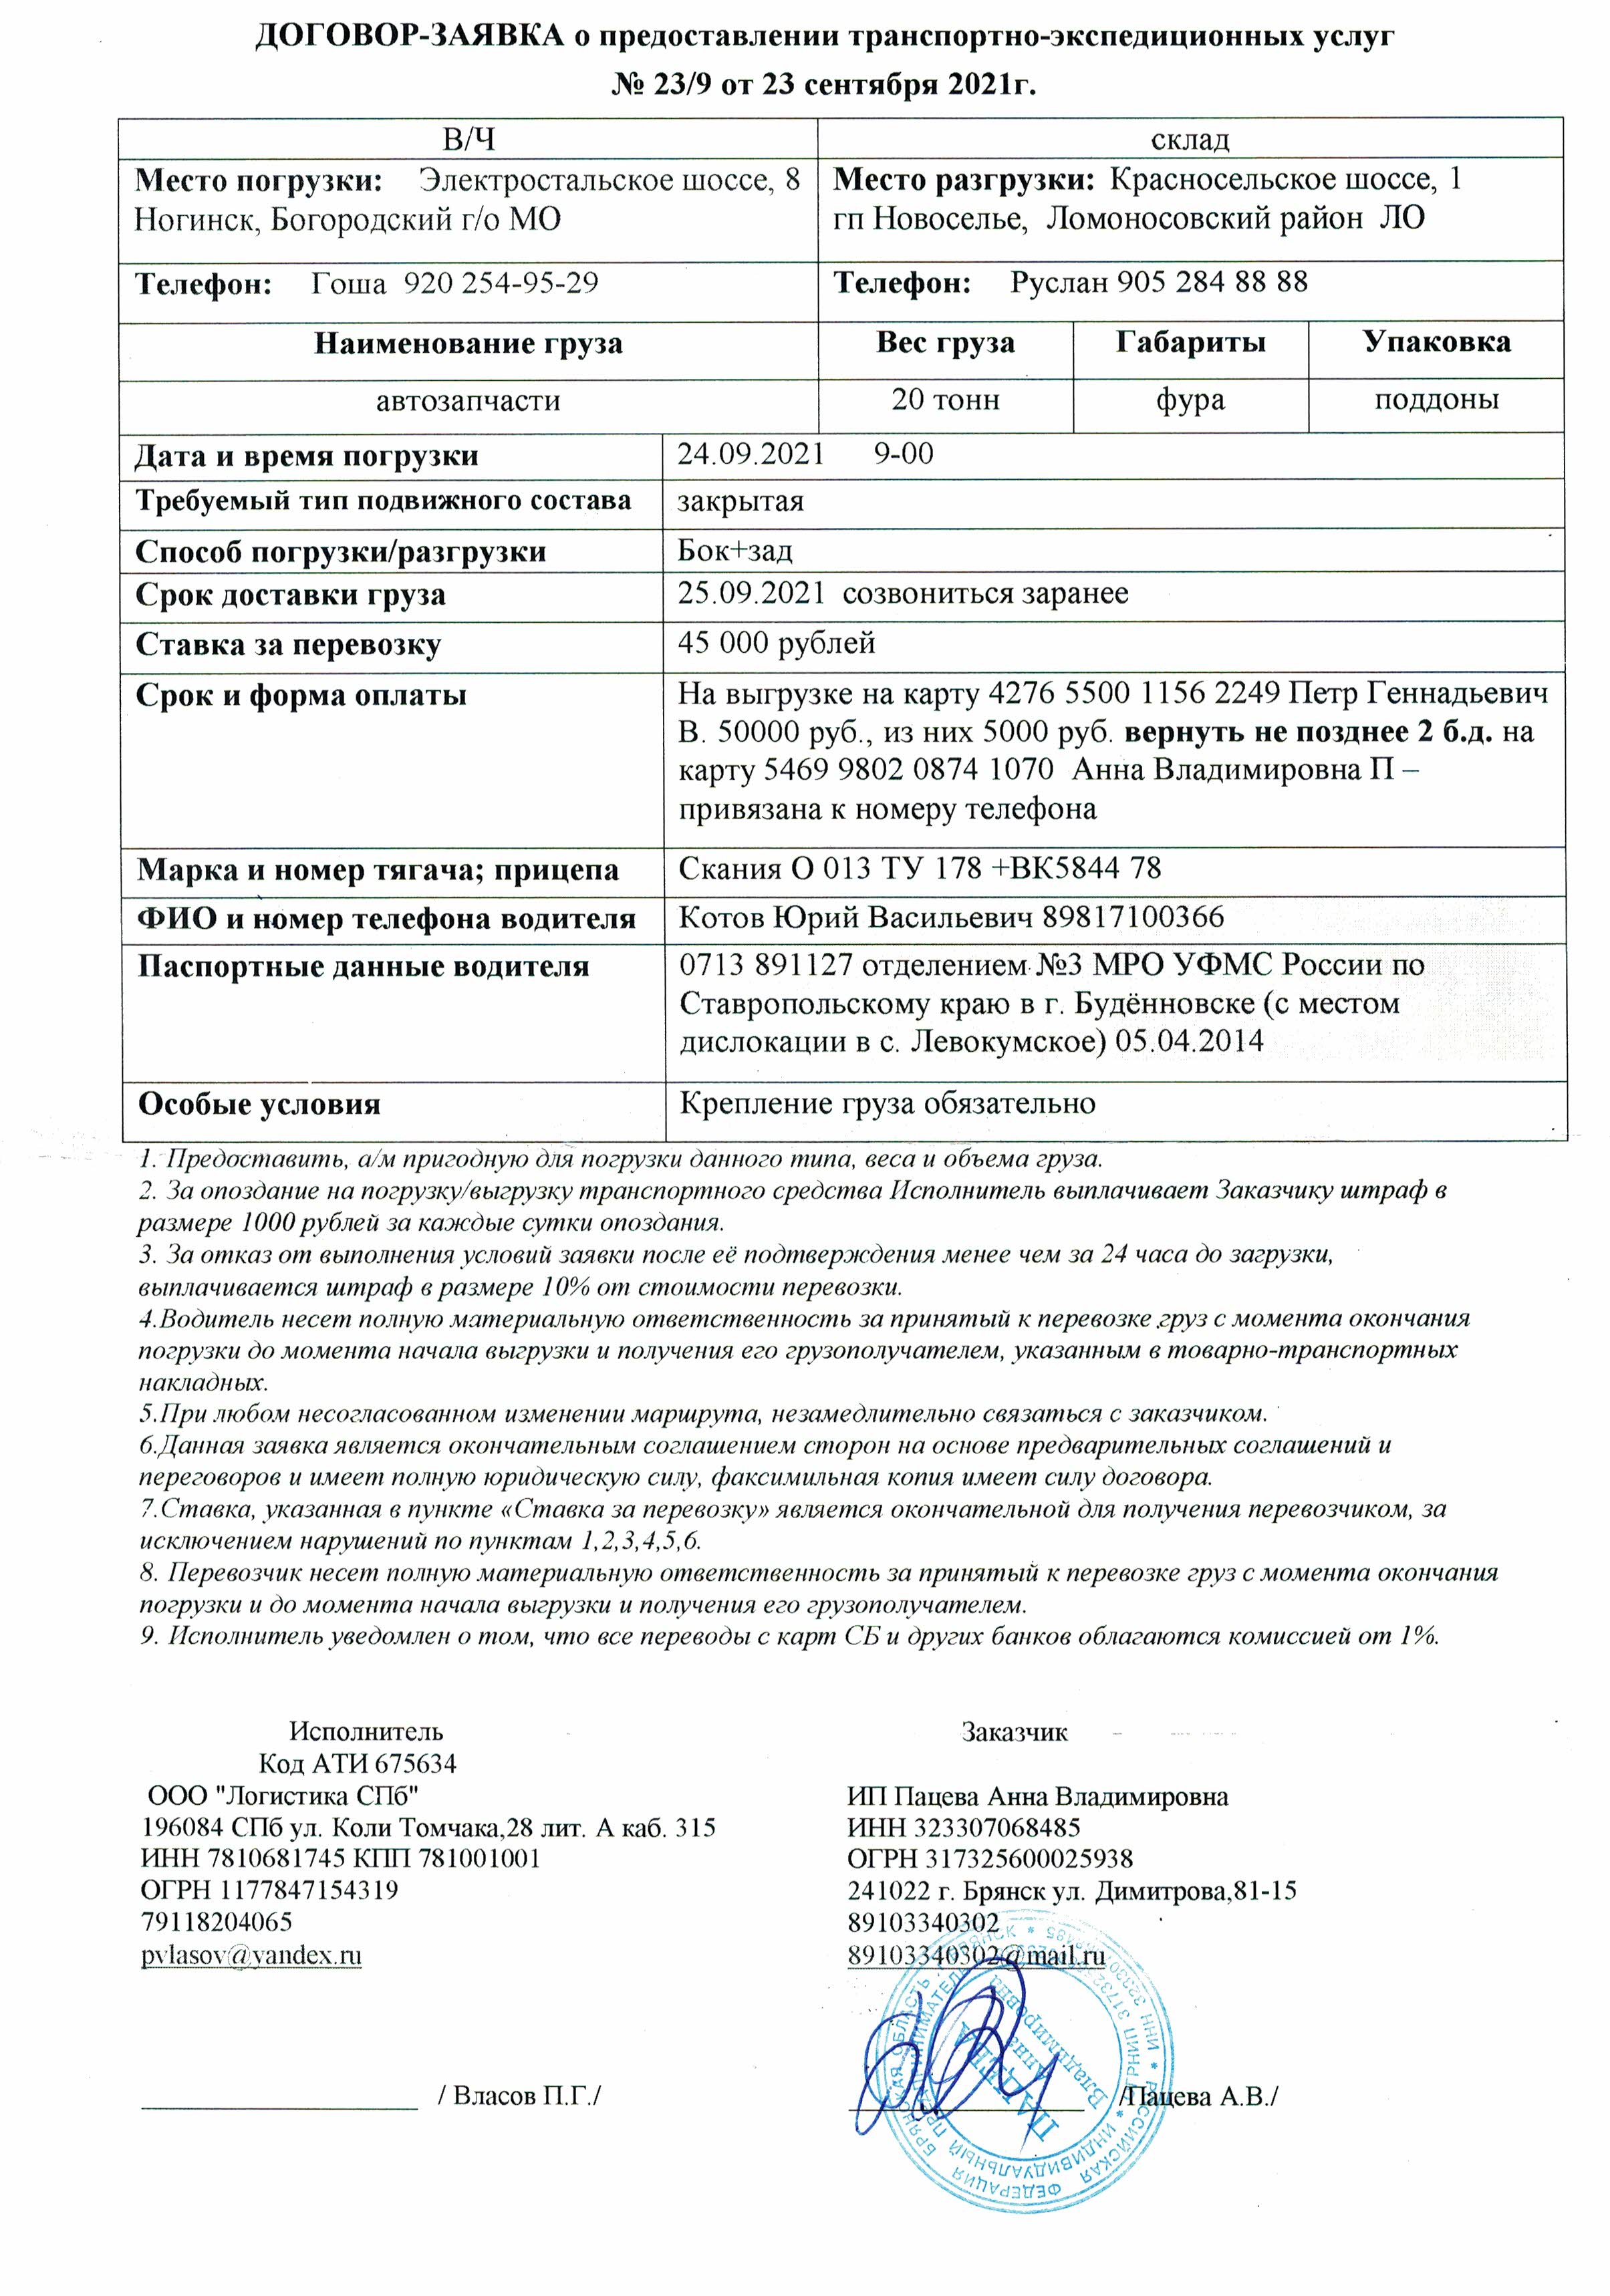 ДОГОВОР-ЗАЯВКА о предоставлении транспортно-экспедиционных услуг
№ 23/9 от 23 сентября 2021г.
В/Ч склад
Место погрузки: Электростальское шоссе, 8
Ногинск, Богородский г/о МО
Место разгрузки: Красносельское шоссе, 1
гп Новоселье, Ломоносовский район ЛО
Телефон: Гоша 920 254-95-29
Телефон: Руслан 905 284 88 88
Наименование груза Вес груза Габариты Упаковка
автозапчасти 20 тонн фура поддоны
Дата и время погрузки 24.09.2021 9-00
Требуемый тип подвижного состава закрытая
Способ погрузки/разгрузки Бок+зад
Срок доставки груза 25.09.2021 созвониться заранее
Ставка за перевозку 45 000 рублей
Срок и форма оплаты На выгрузке на карту 4276 5500 1156 2249 Петр Геннадьевич
В. 50000 руб., из них 5000 руб. вернуть не позднее 2 б.д. на
карту 5469 9802 0874 1070 Анна Владимировна П –
привязана к номеру телефона
Марка и номер тягача; прицепа Скания О 013 ТУ 178 +ВК5844 78
ФИО и номер телефона водителя Котов Юрий Васильевич 89817100366
Паспортные данные водителя 0713 891127 отделением №3 МРО УФМС России по
Ставропольскому краю в г. Будённовске (с местом
дислокации в с. Левокумское) 05.04.2014
Особые условия Крепление груза обязательно
1. Предоставить, а/м пригодную для погрузки данного типа, веса и объема груза.
2. За опоздание на погрузку/выгрузку транспортного средства Исполнитель выплачивает Заказчику штраф в
размере 1000 рублей за каждые сутки опоздания.
3. За отказ от выполнения условий заявки после её подтверждения менее чем за 24 часа до загрузки,
выплачивается штраф в размере 10% от стоимости перевозки.
4.Водитель несет полную материальную ответственность за принятый к перевозке груз с момента окончания
погрузки до момента начала выгрузки и получения его грузополучателем, указанным в товарно-транспортных
накладных.
5.При любом несогласованном изменении маршрута, незамедлительно связаться с заказчиком.
6.Данная заявка является окончательным соглашением сторон на основе предварительных соглашений и
переговоров и имеет полную юридическую силу, факсимильная копия имеет силу договора.
7.Ставка, указанная в пункте «Ставка за перевозку» является окончательной для получения перевозчиком, за
исключением нарушений по пунктам 1,2,3,4,5,6.
8. Перевозчик несет полную материальную ответственность за принятый к перевозке груз с момента окончания
погрузки и до момента начала выгрузки и получения его грузополучателем.
9. Исполнитель уведомлен о том, что все переводы с карт СБ и других банков облагаются комиссией от 1%.
Исполнитель
Код АТИ 675634
ООО "Логистика СПб"
196084 СПб ул. Коли Томчака,28 лит. А каб. 315
ИНН 7810681745 КПП 781001001
ОГРН 1177847154319
79118204065
pvlasov@yandex.ru
/ Власов П.Г./
Заказчик
ИП Пацева Анна Владимировна
ИНН 323307068485
ОГРН 317325600025938
241022 г. Брянск ул. Димитрова,81-15
89103340302
89103340302@mail.ru
/Пацева А.В./
РОССИЙСКАЯ ФЕДЕРАЦИЯ БРЯНСКАЯ ОБЛАСТЬ
ИНДИВИДУАЛЬНЫЙ ПРЕДПРИНИМАТЕЛЬ
Анна
Владимировна